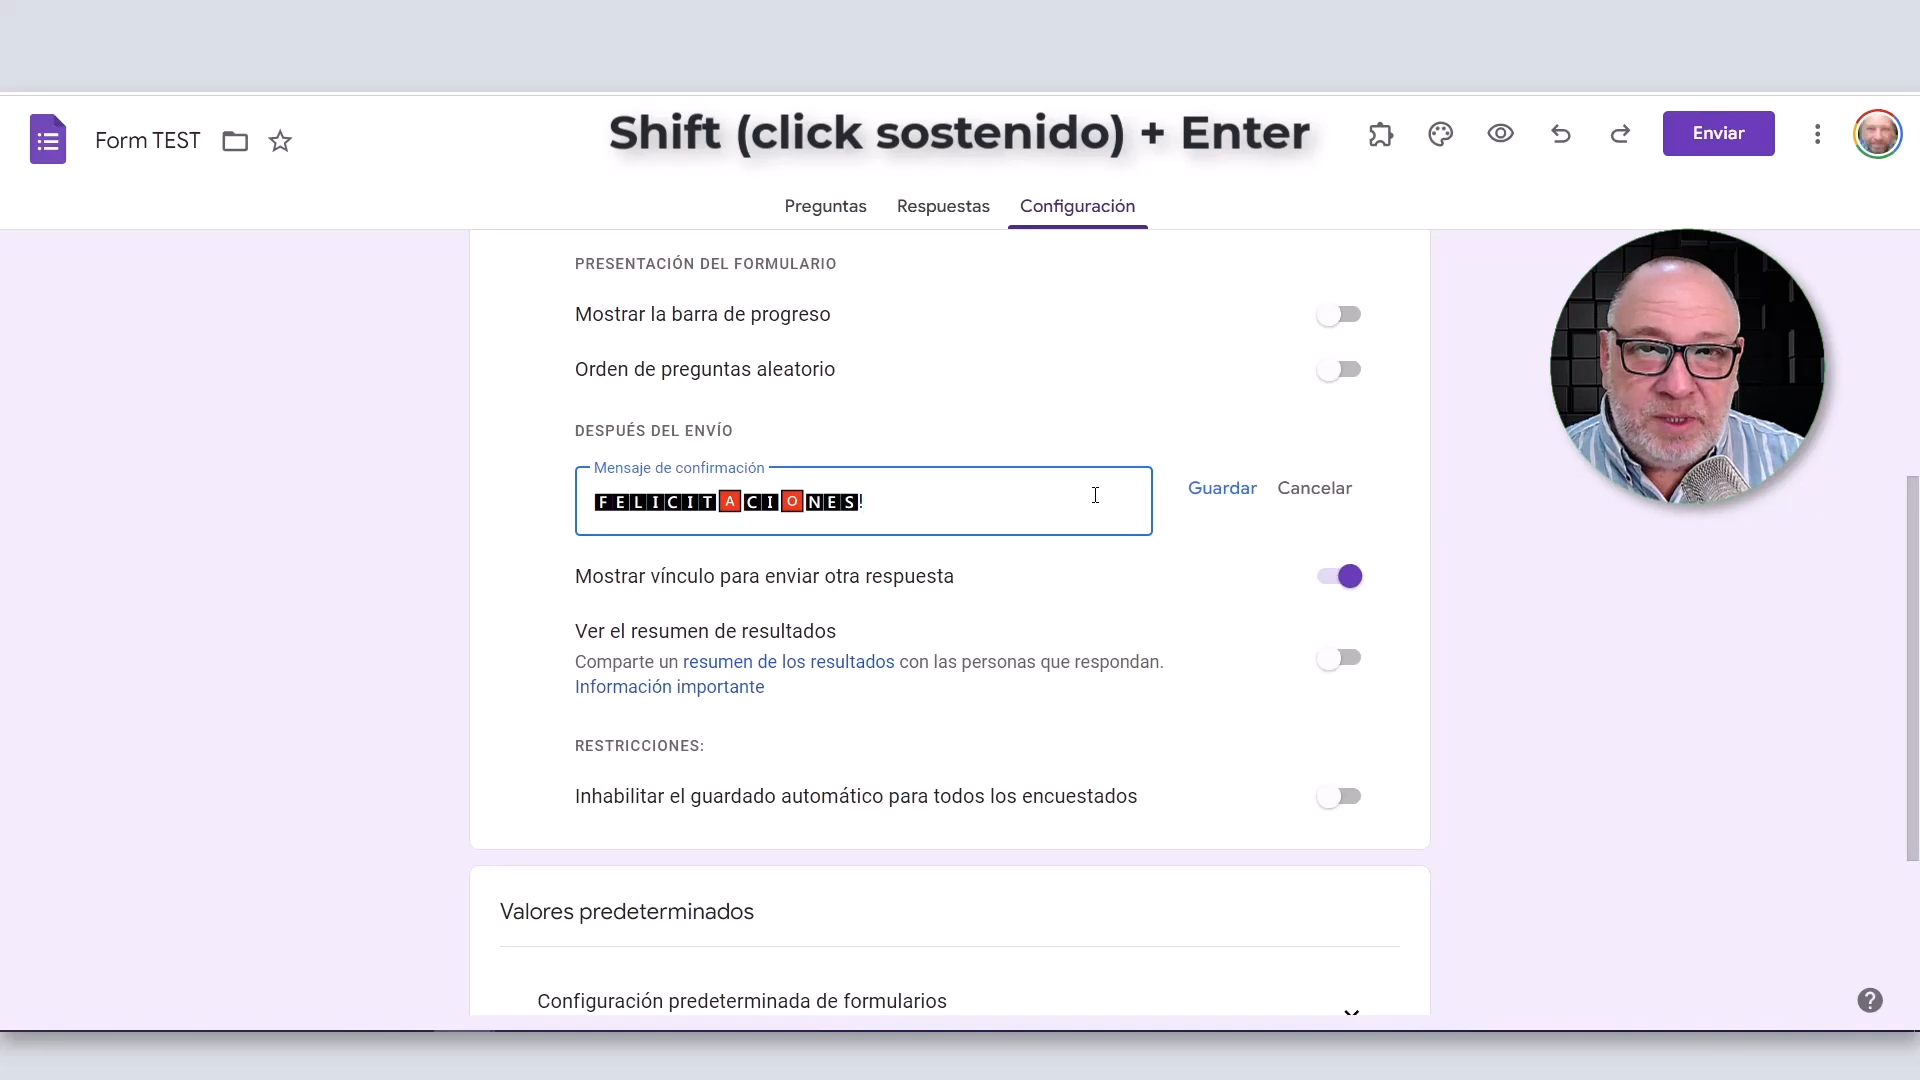 Form TEST
Shift (click sostenido) + Enter
Enviar
Preguntas
Respuestas
Configuración
PRESENTACIÓN DEL FORMULARIO
Mostrar la barra de progreso
Orden de preguntas aleatorio
DESPUÉS DEL ENVÍO
Mensaje de confirmación
FELICITACIONES!
Guardar
Cancelar
Mostrar vínculo para enviar otra respuesta
Ver el resumen de resultados
Comparte un resumen de los resultados con las personas que respondan.
Información importante
RESTRICCIONES:
Inhabilitar el guardado automático para todos los encuestados
Valores predeterminados
Configuración predeterminada de formularios